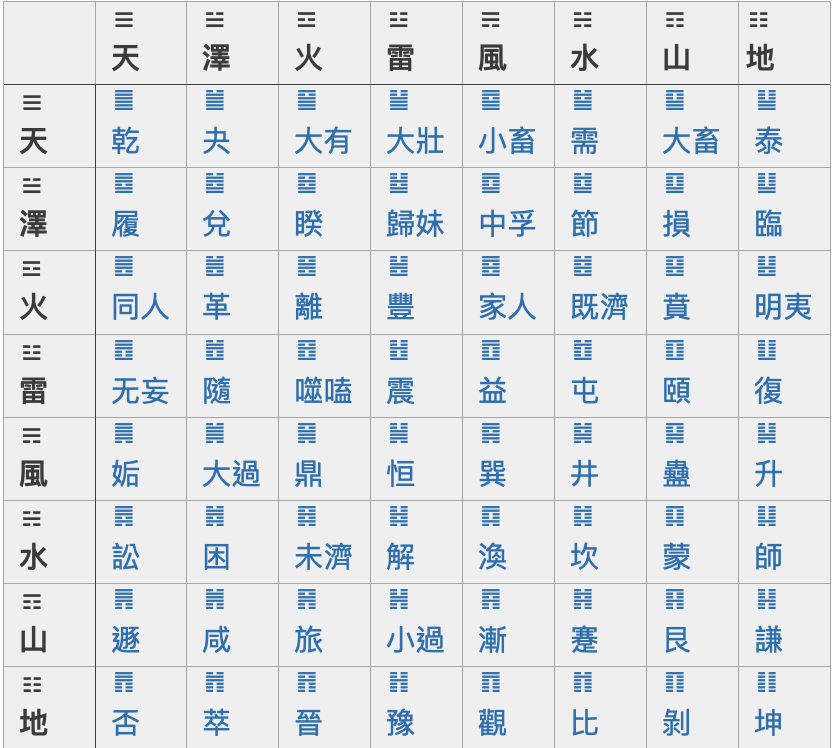 ☰ ☱ ☲ ☳ ☴ ☵ ☶ ☷
天 澤 火 雷 風 水 山 地
☰ ䷀ ䷪ ䷍ ䷡ ䷈ ䷄ ䷙ ䷊
天 乾 夬 大有 大壯 小畜 需 大畜 泰
☱ ䷉ ䷹ ䷥ ䷵ ䷼ ䷻ ䷨ ䷒
澤 履 兌 睽 歸妹 中孚 節 損 臨
☲ ䷌ ䷰ ䷝ ䷶ ䷤ ䷾ ䷕ ䷣
火 同人 革 離 豐 家人 既濟 賁 明夷
☳ ䷘ ䷐ ䷔ ䷲ ䷩ ䷂ ䷚ ䷗
雷 无妄 隨 噬嗑 震 益 屯 頤 復
☴ ䷫ ䷛ ䷱ ䷟ ䷸ ䷯ ䷑ ䷭
風 姤 大過 鼎 恒 巽 井 蠱 升
☵ ䷅ ䷮ ䷿ ䷧ ䷺ ䷜ ䷃ ䷆
水 訟 困 未濟 解 渙 坎 蒙 師
☶ ䷠ ䷞ ䷷ ䷽ ䷴ ䷦ ䷳ ䷎
山 遯 咸 旅 小過 漸 蹇 艮 謙
☷ ䷋ ䷬ ䷢ ䷏ ䷓ ䷇ ䷖ ䷁
地 否 萃 晉 豫 觀 比 剝 坤